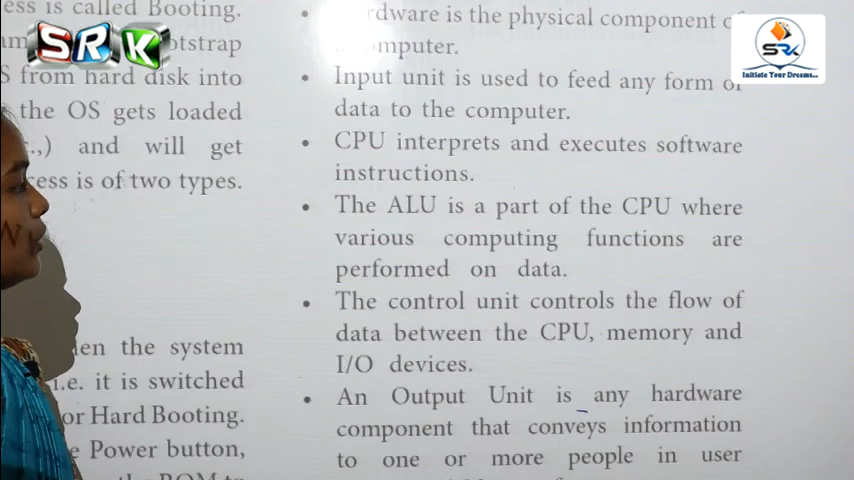 ess is called Booting.
otstrap
S from hard disk into
the OS gets loaded
.,) and will get
cess is of two types.
en the system
i.e. it is switched
or Hard Booting.
e Power button,
SRK
rdware is the physical component of
omputer.
Input unit is used to feed any form of
data to the computer.
CPU interprets and executes software
instructions.
The ALU is a part of the CPU where
various computing functions are
performed on data.
The control unit controls the flow of
data between the CPU, memory and
I/O devices.
An Output Unit is any hardware
component that conveys information
to one or more people in user
SRK
Initiate Your Dreams...